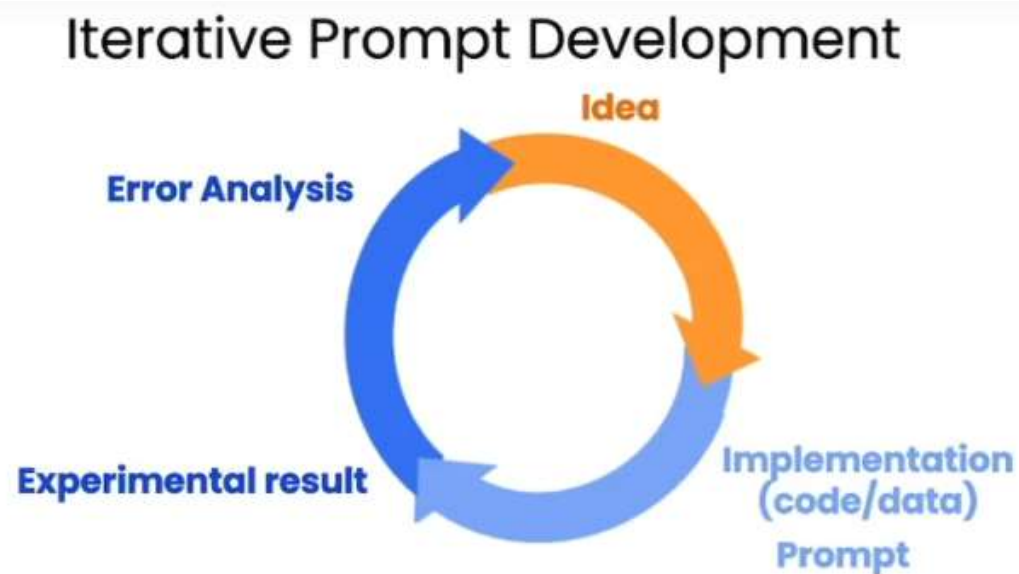 Iterative Prompt Development
Idea
Error Analysis
Implementation
(code/data)
Prompt
Experimental result